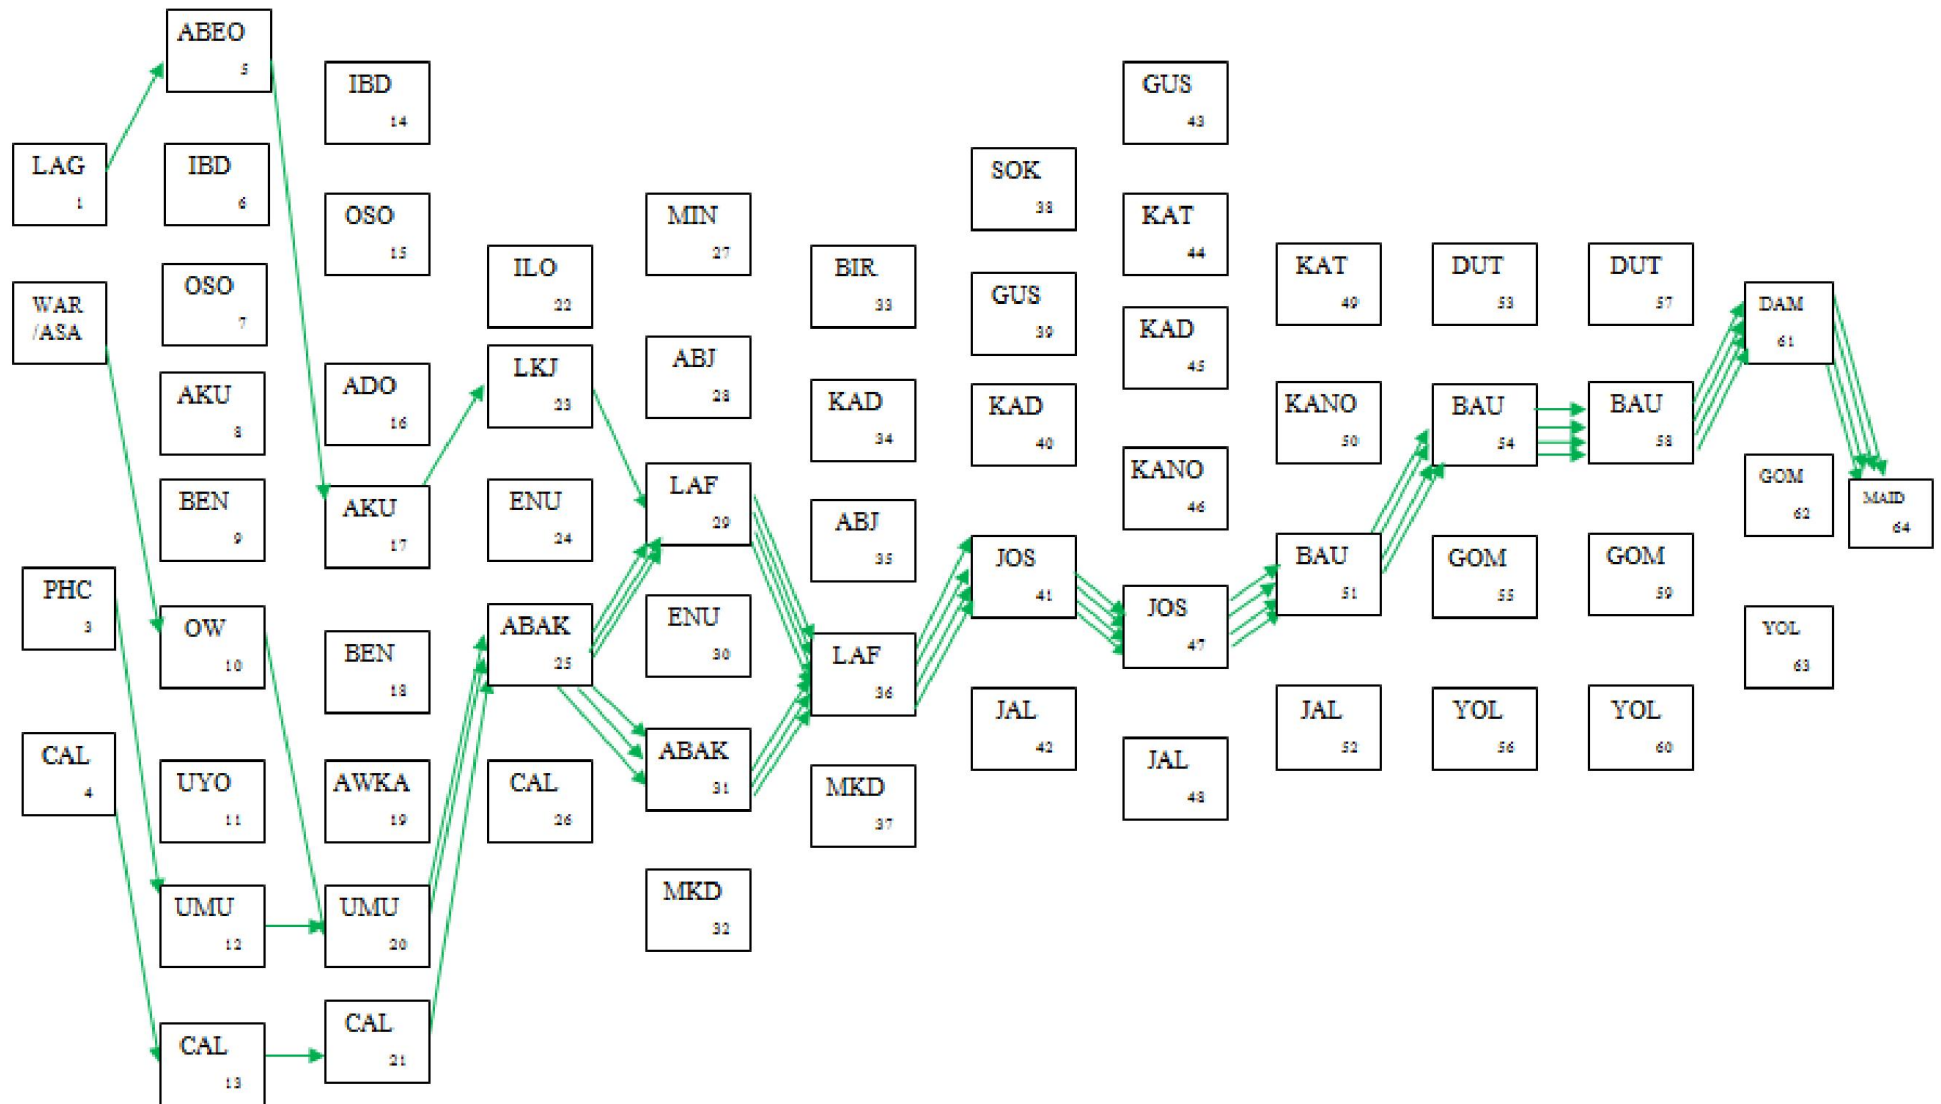 LAG
1
WAR
/ASA
PHC
3
CAL
4
ABEO
5
IBD
6
OSO
7
AKU
8
BEN
9
OW
10
UYO
11
UMU
12
CAL
13
IBD
14
OSO
15
ADO
16
AKU
17
BEN
18
AWKA
19
UMU
20
CAL
21
ILO
22
LKJ
23
ENU
24
ABAK
25
CAL
26
MIN
27
ABJ
28
LAF
29
ENU
30
ABAK
31
MKD
32
BIR
33
KAD
34
ABJ
35
LAF
36
MKD
37
SOK
38
GUS
39
KAD
40
JOS
41
JAL
42
GUS
43
KAT
44
KAD
45
KANO
46
JOS
47
JAL
48
KAT
49
KANO
50
BAU
51
JAL
52
DUT
53
BAU
54
GOM
55
YOL
56
DUT
57
BAU
58
GOM
59
YOL
60
DAM
61
GOM
62
YOL
63
MAID
64